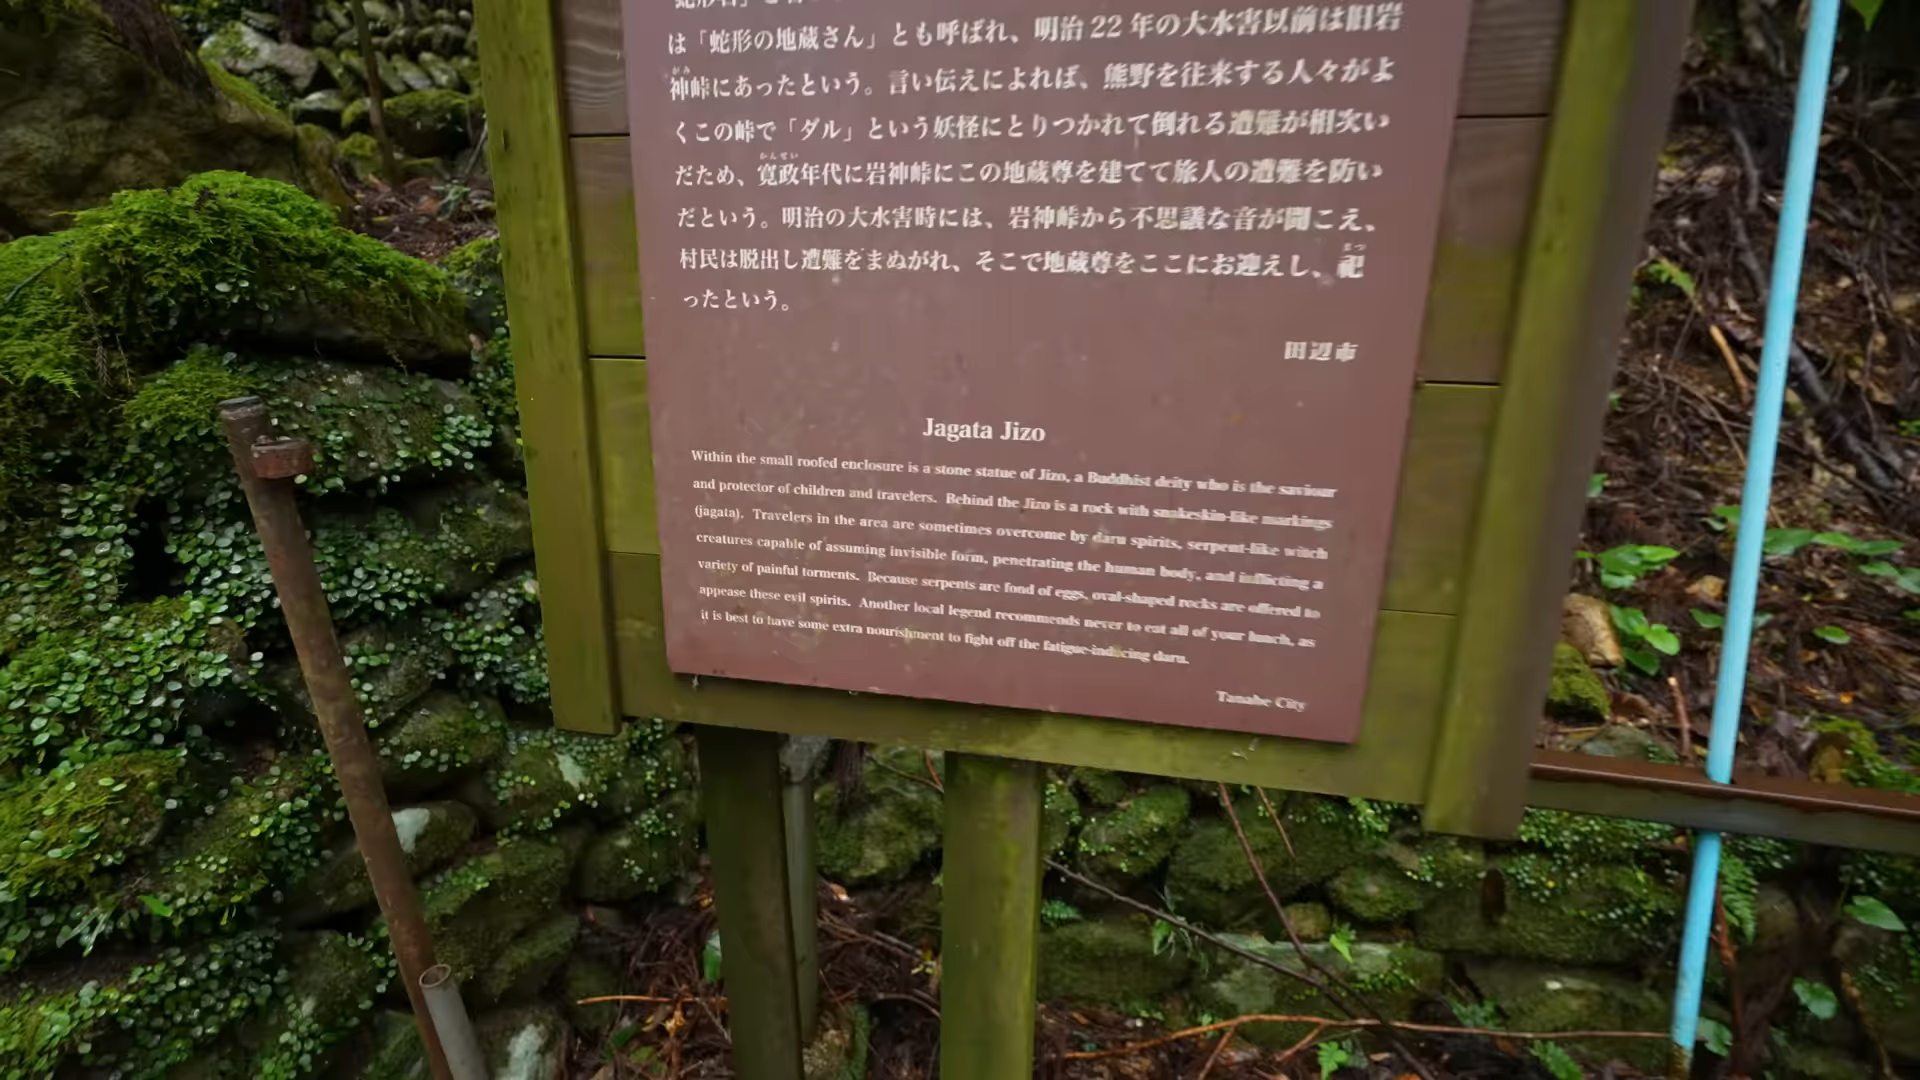 は「蛇形の地蔵さん」とも呼ばれ、明治22年の大水害以前は旧岩
がみ
神峠にあったという。言い伝えによれば、熊野を往来する人々がよ
くこの峠で「ダル」という妖怪にとりつかれて倒れる遭難が相次い
かんせい
だため、寛政年代に岩神峠にこの地蔵尊を建てて旅人の遭難を防い
だという。明治の大水害時には、岩神峠から不思議な音が聞こえ、
村民は脱出し遭難をまぬがれ、そこで地蔵尊をここにお迎えし、祀
まつ
ったという。
田辺市
Jagata Jizo
Within the small roofed enclosure is a stone statue of Jizo, a Buddhist deity who is the saviour
and protector of children and travelers. Behind the Jizo is a rock with snakeskin-like markings
(jagata). Travelers in the area are sometimes overcome by daru spirits, serpent-like witch
creatures capable of assuming invisible form, penetrating the human body, and inflicting a
variety of painful torments. Because serpents are fond of eggs, oval-shaped rocks are offered to
appease these evil spirits. Another local legend recommends never to eat all of your lunch, as
it is best to have some extra nourishment to fight off the fatigue-inducing daru.
Tanabe City